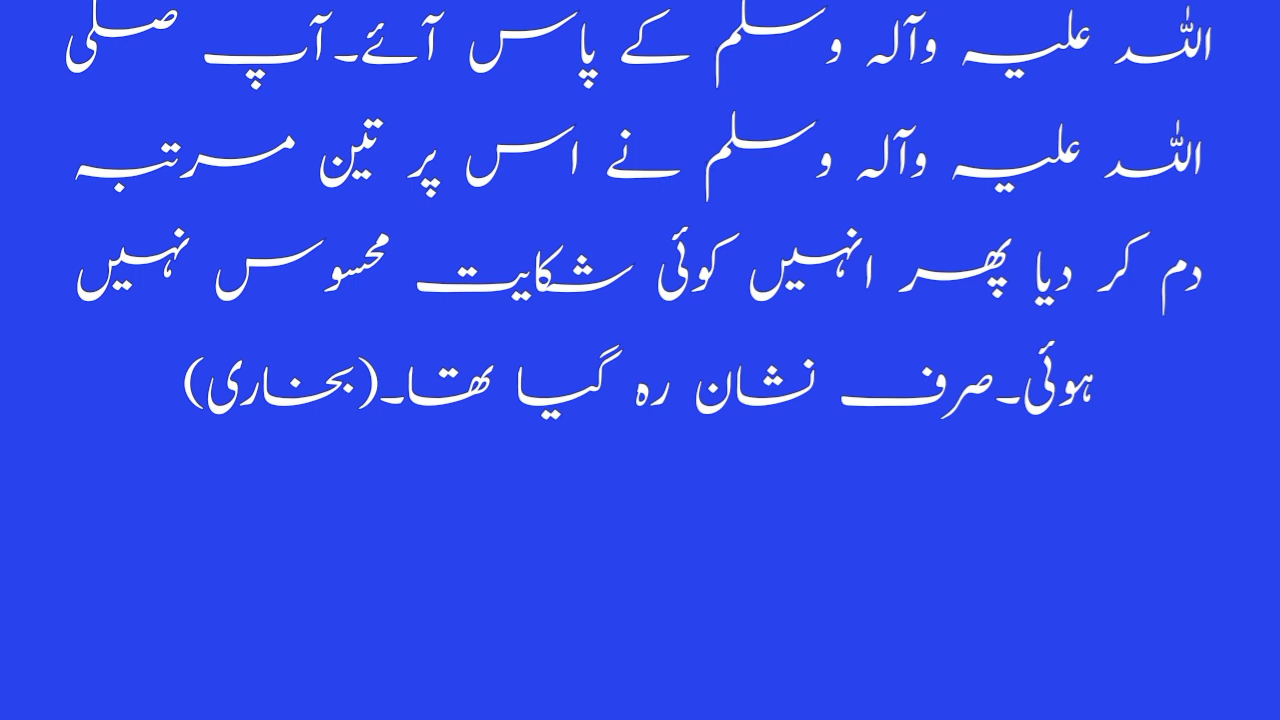 اللہ علیہ وآلہ وسلم کے پاس آئے۔آپ صلی
اللہ علیہ وآلہ وسلم نے اس پر تین مرتبہ
دم کر دیا پھر انہیں کوئی شکایت محسوس نہیں
ہوئی۔صرف نشان رہ گیا تھا۔(بخاری)